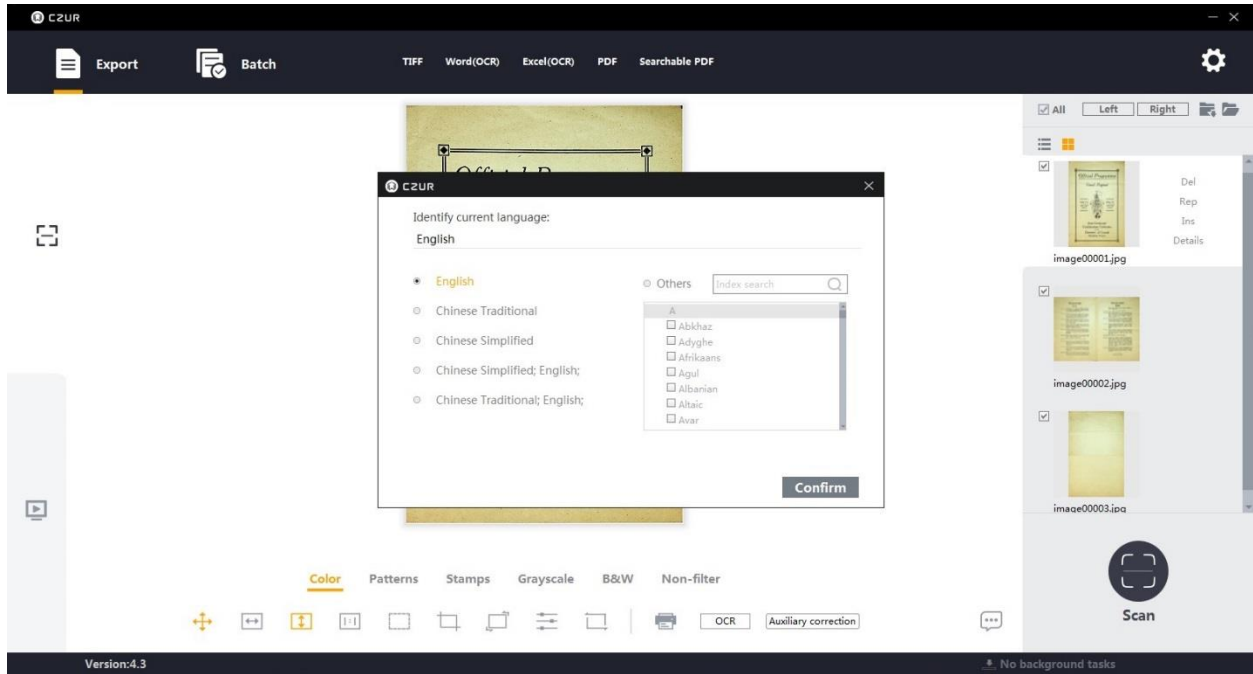 CZUR
Export
Batch
TIFF Word(OCR) Excel(OCR) PDF Searchable PDF
All Left Right
CZUR
Identify current language:
English
English
Chinese Traditional
Chinese Simplified
Chinese Simplified; English;
Chinese Traditional; English;
Others Index search
A
Abkhaz
Adyghe
Afrikaans
Agul
Albanian
Altaic
Avar
Confirm
Official Programme
Del
Rep
Ins
Details
image00001.jpg
image00002.jpg
image00003.jpg
Color Patterns Stamps Grayscale B&W Non-filter
OCR Auxiliary correction
Scan
Version:4.3
No background tasks